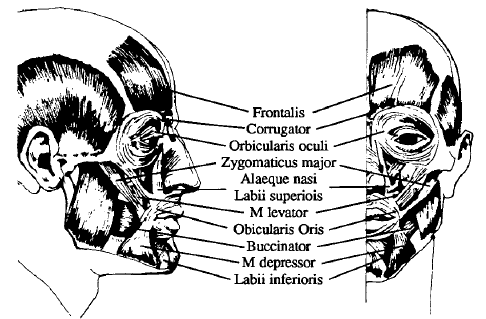 Frontalis
Corrugator
Orbicularis oculi
Zygomaticus major
Alaeque nasi
Labii superiois
M levator
Obicularis Oris
Buccinator
M depressor
Labii inferioris